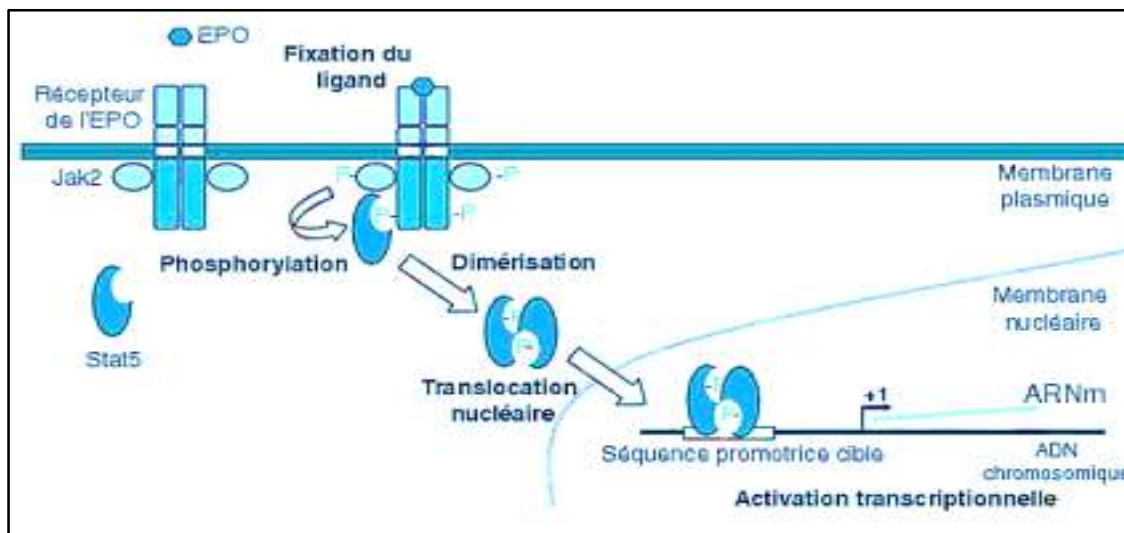 EPO
Fixation du
ligand
Récepteur
de l'EPO
Jak2
P-
-P
Membrane
plasmique
P-
-P
Phosphorylation
Dimérisation
Membrane
nucléaire
Stat5
-P
P-
Translocation
nucléaire
-P
P-
+1
ARNm
Séquence promotrice cible
ADN
chromosomique
Activation transcriptionnelle